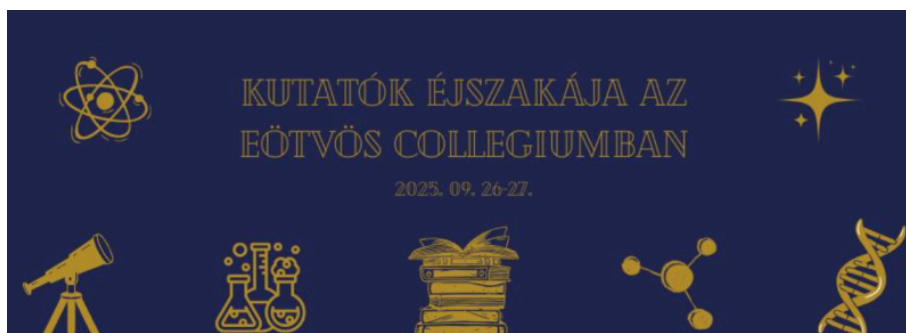 KUTATÓK ÉJSZAKÁJA AZ
EÖTVÖS COLLEGIUMBAN
2025. 09. 26-27.